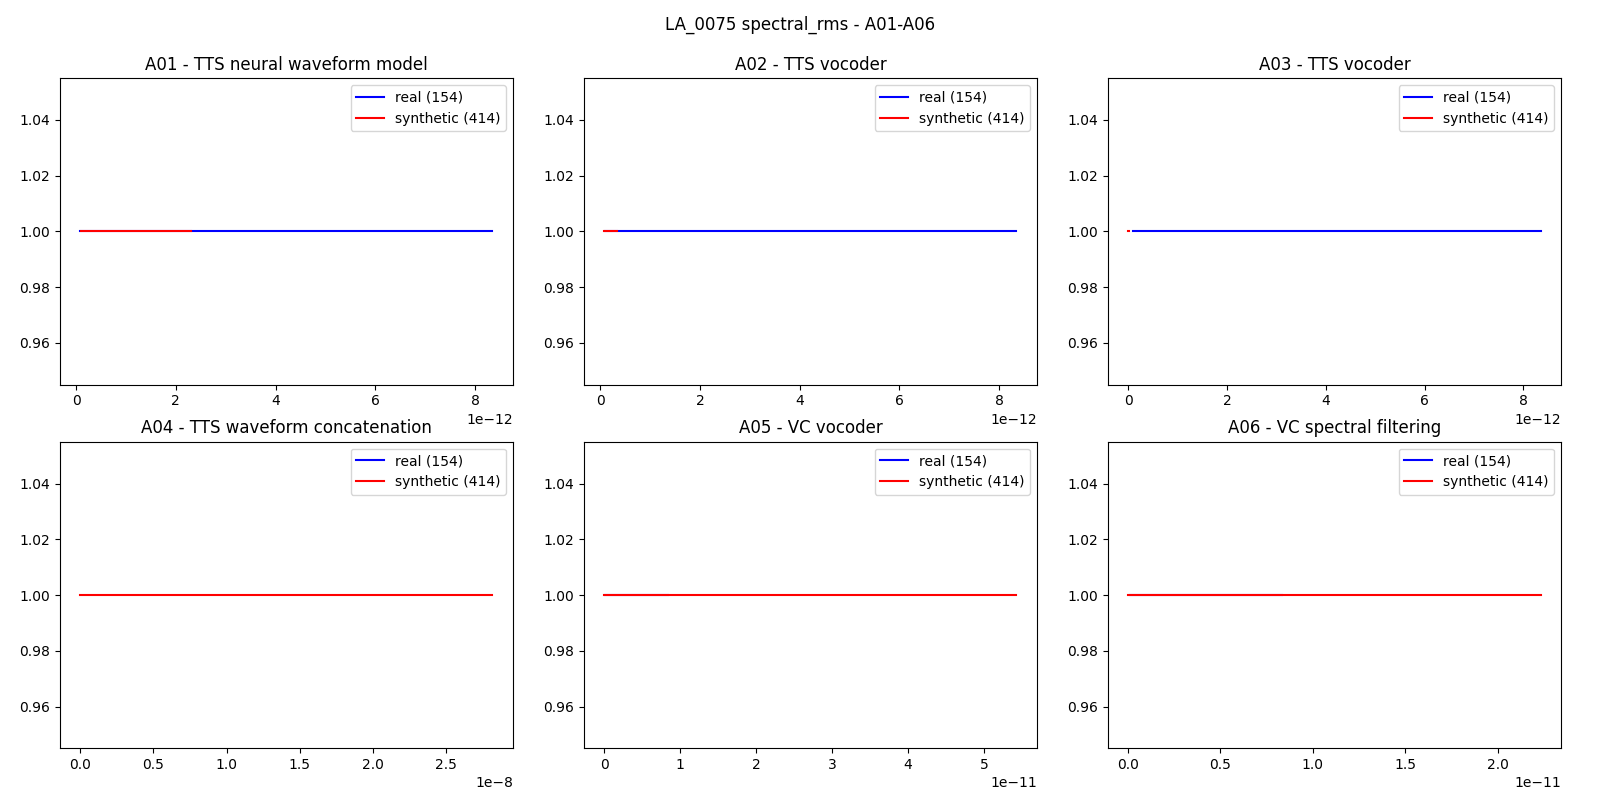 LA_0075 spectral_rms - A01-A06
A01 - TTS neural waveform model
real (154)
synthetic (414)
1.04
1.02
1.00
0.98
0.96
0 2 4 6 8
1e−12
A02 - TTS vocoder
real (154)
synthetic (414)
1.04
1.02
1.00
0.98
0.96
0 2 4 6 8
1e−12
A03 - TTS vocoder
real (154)
synthetic (414)
1.04
1.02
1.00
0.98
0.96
0 2 4 6 8
1e−12
A04 - TTS waveform concatenation
real (154)
synthetic (414)
1.04
1.02
1.00
0.98
0.96
0.0 0.5 1.0 1.5 2.0 2.5
1e−8
A05 - VC vocoder
real (154)
synthetic (414)
1.04
1.02
1.00
0.98
0.96
0 1 2 3 4 5
1e−11
A06 - VC spectral filtering
real (154)
synthetic (414)
1.04
1.02
1.00
0.98
0.96
0.0 0.5 1.0 1.5 2.0
1e−11